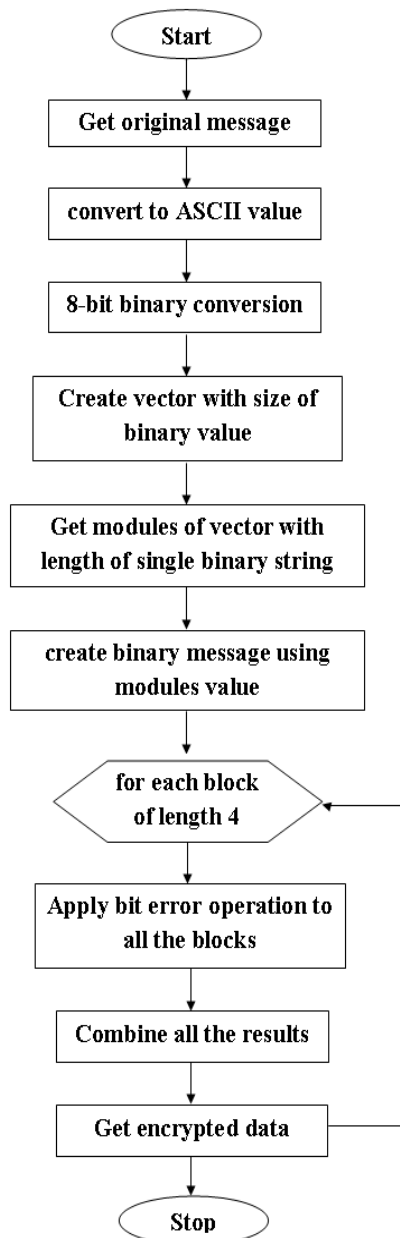 Start
Get original message
convert to ASCII value
8-bit binary conversion
Create vector with size of
binary value
Get modules of vector with
length of single binary string
create binary message using
modules value
for each block
of length 4
Apply bit error operation to
all the blocks
Combine all the results
Get encrypted data
Stop